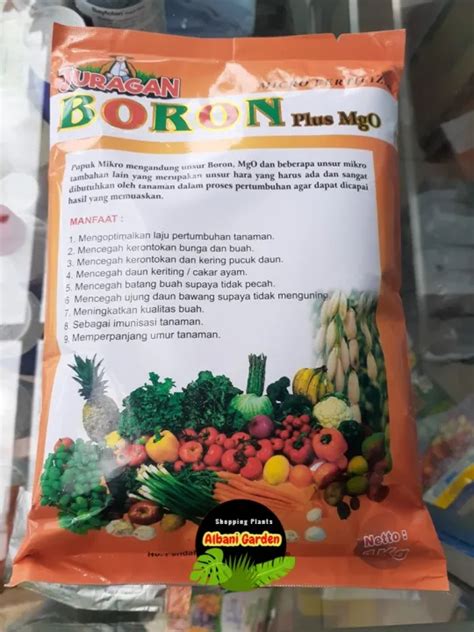 JURAGAN
MICRO FERTILIZ
BORON Plus MgO
Pupuk Mikro mengandung unsur Boron, MgO dan beberapa unsur mikro
tambahan lain yang merupakan unsur hara yang harus ada dan sangat
dibutuhkan oleh tanaman dalam proses pertumbuhan agar dapat dicapai
hasil yang memuaskan.
MANFAAT :
1. Mengoptimalkan laju pertumbuhan tanaman.
2. Mencegah kerontokan bunga dan buah.
3. Mencegah kerontokan dan kering pucuk daun.
4. Mencegah daun keriting / cakar ayam.
5. Mencegah batang buah supaya tidak pecah.
6 Mencegah ujung daun bawang supaya tidak menguning.
7. Meningkatkan kualitas buah.
8. Sebagai imunisasi tanaman.
9. Memperpanjang umur tanaman.
Shopping Plants
Albani Garden
Netto :